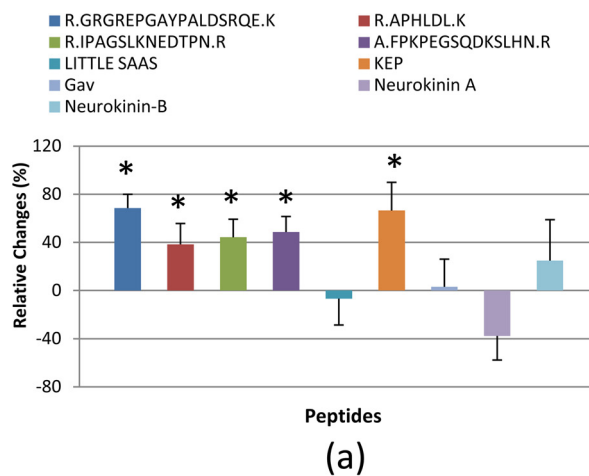 R.GRGREPGAYPALDSRQE.K R.APHLDL.K
R.IPAGSLKNEDTPN.R A.FPKPEGSQDKSLHN.R
LITTLE SAAS KEP
Gav Neurokinin A
Neurokinin-B
Relative Changes (%)
120
80
40
0
-40
-80
* * * * *
Peptides
(a)